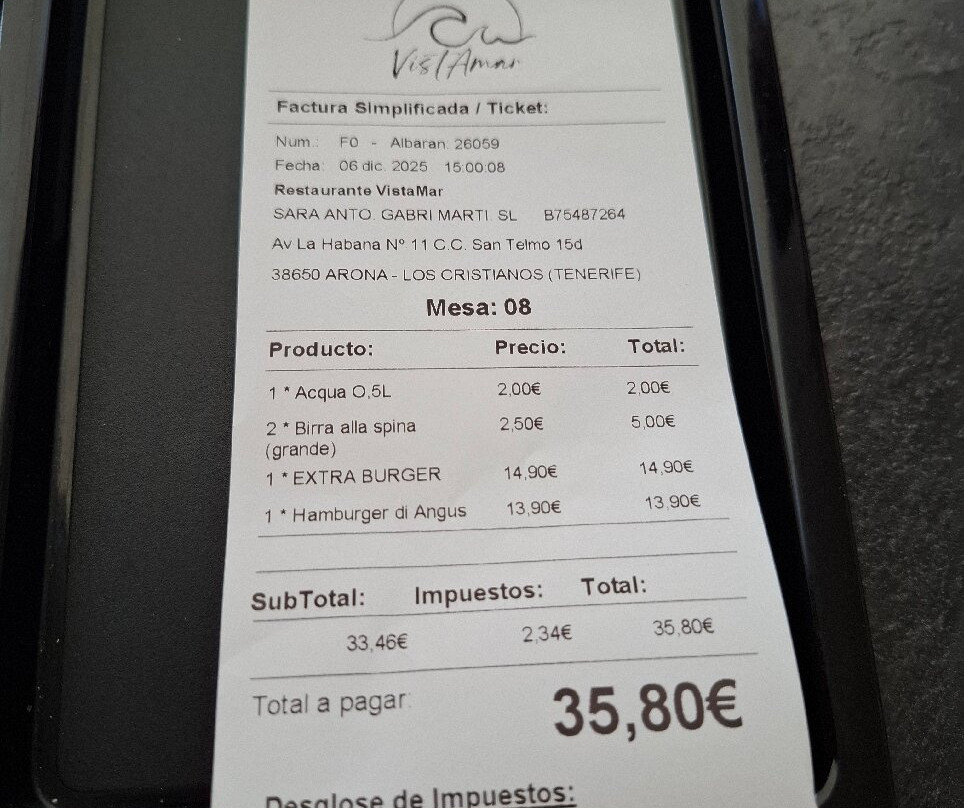 VistAmar
Factura Simplificada / Ticket:
Num.: F0 - Albaran: 26059
Fecha: 06 dic. 2025 15:00:08
Restaurante VistaMar
SARA ANTO. GABRI MARTI. SL B75487264
Av La Habana Nº 11 C.C. San Telmo 15d
38650 ARONA - LOS CRISTIANOS (TENERIFE)
Mesa: 08
Producto: Precio: Total:
1 * Acqua O,5L 2,00€ 2,00€
2 * Birra alla spina 2,50€ 5,00€
(grande)
1 * EXTRA BURGER 14,90€ 14,90€
1 * Hamburger di Angus 13,90€ 13,90€
SubTotal: Impuestos: Total:
33,46€ 2,34€ 35,80€
Total a pagar: 35,80€
Desglose de Impuestos: